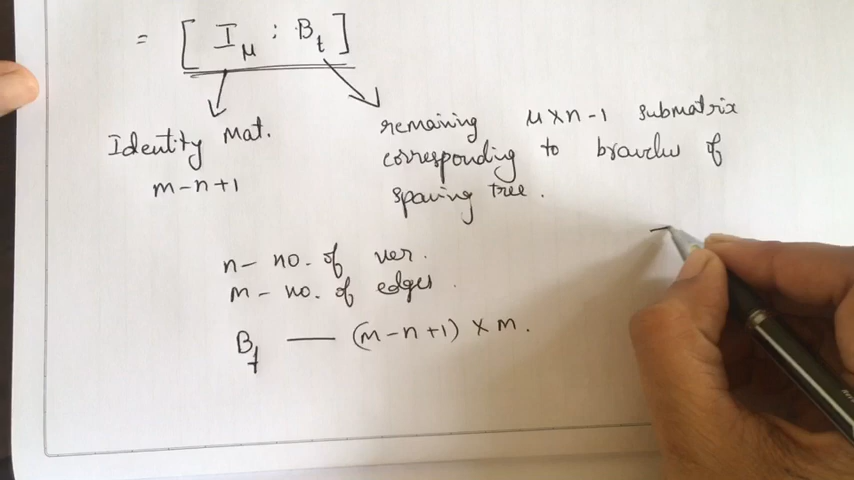 = [ I_μ : B_t ]
Identity Mat.
m-n+1
remaining μ×n-1 submatrix
corresponding to branches of
spaning tree.
n - no. of ver.
m - no. of edges.
B_f — (m-n+1) × m.